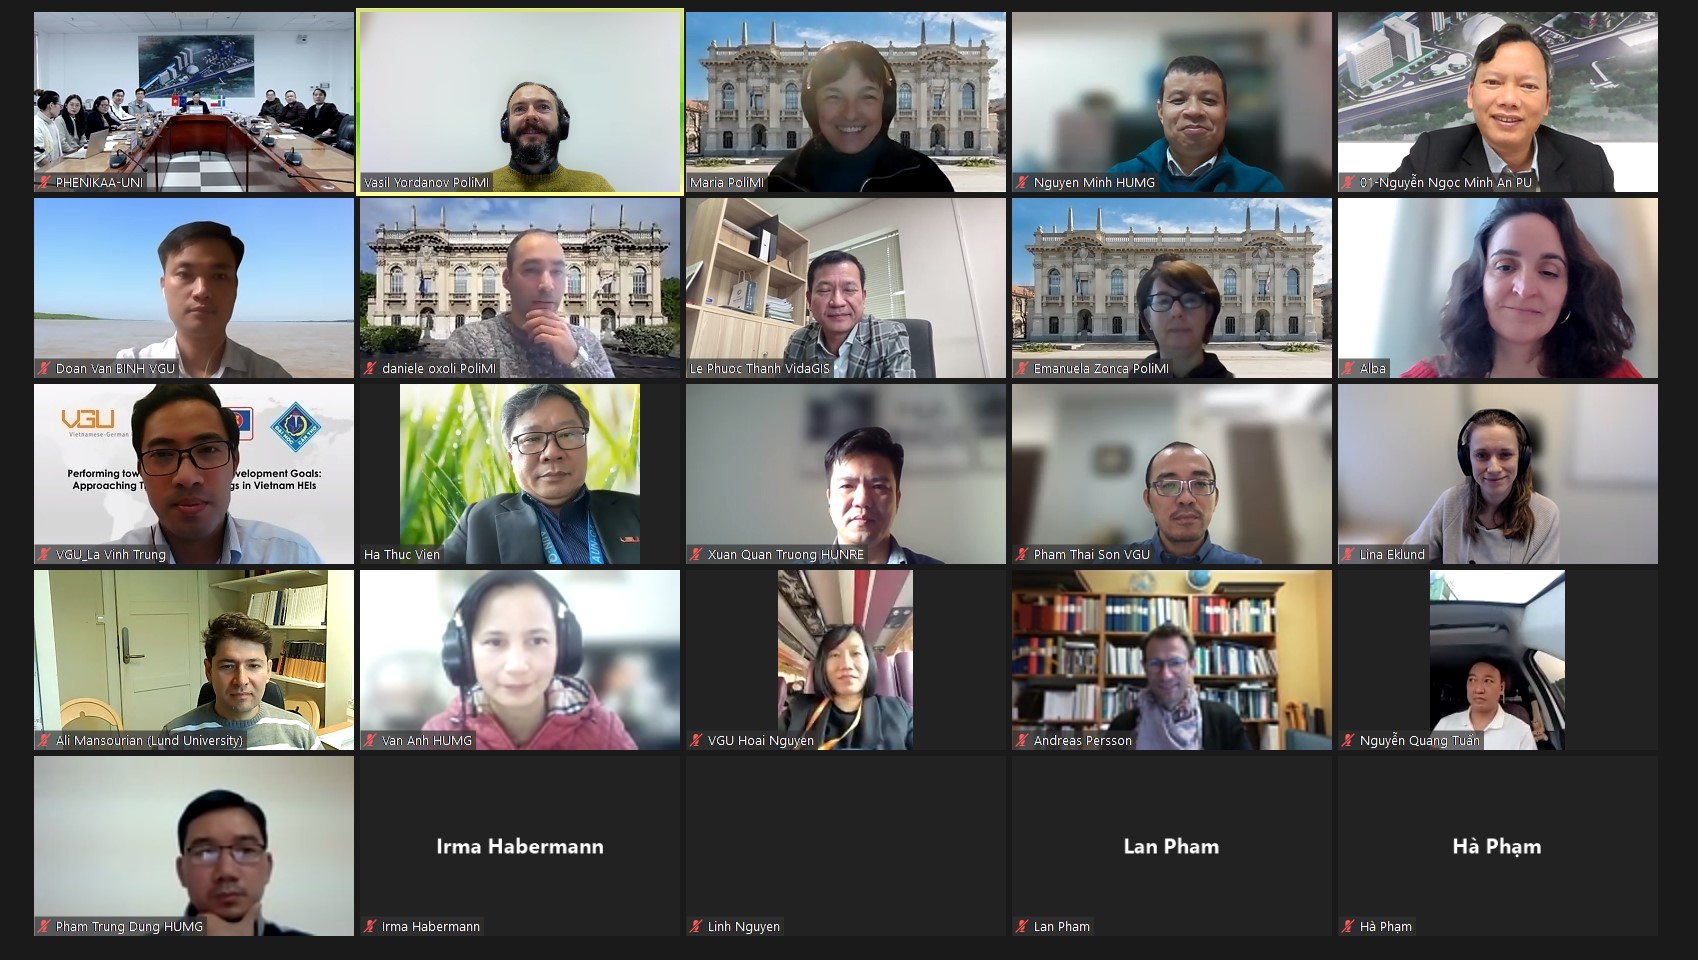 PHENIKAA-UNI
Vasil Yordanov PoliMI
Maria PoliMI
Nguyen Minh HUMG
01-Nguyễn Ngọc Minh An PU
Doan Van BINH VGU
daniele oxoli PoliMI
Le Phuoc Thanh VidaGIS
Emanuela Zonca PoliMI
Alba
VGU
Vietnamese-German
ĐẠI HỌC CẦN THƠ
Performing tow evelopment Goals:
Approaching T gs in Vietnam HEIs
VGU_La Vinh Trung
Ha Thuc Vien
Xuan Quan Truong HUNRE
Pham Thai Son VGU
Lina Eklund
Ali Mansourian (Lund University)
Van Anh HUMG
VGU Hoai Nguyen
Andreas Persson
Nguyễn Quang Tuấn
Irma Habermann
Lan Pham
Hà Phạm
Pham Trung Dung HUMG
Irma Habermann
Linh Nguyen
Lan Pham
Hà Phạm